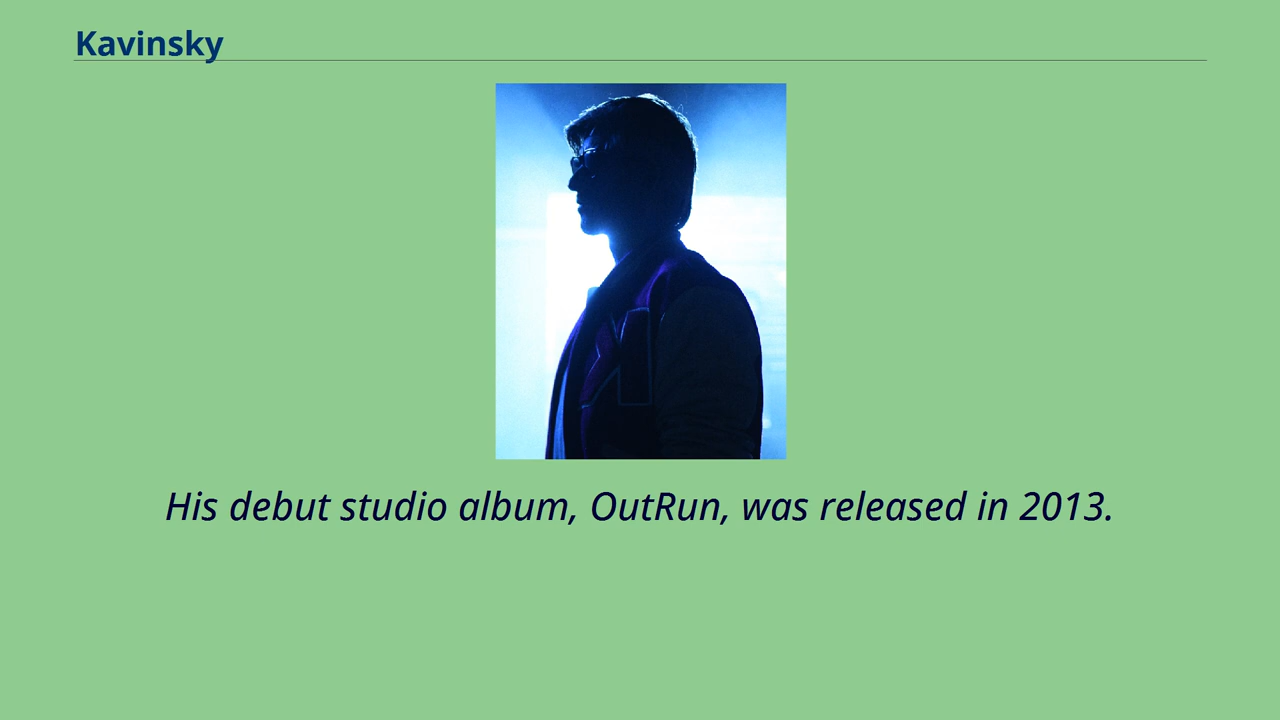 Kavinsky
His debut studio album, OutRun, was released in 2013.